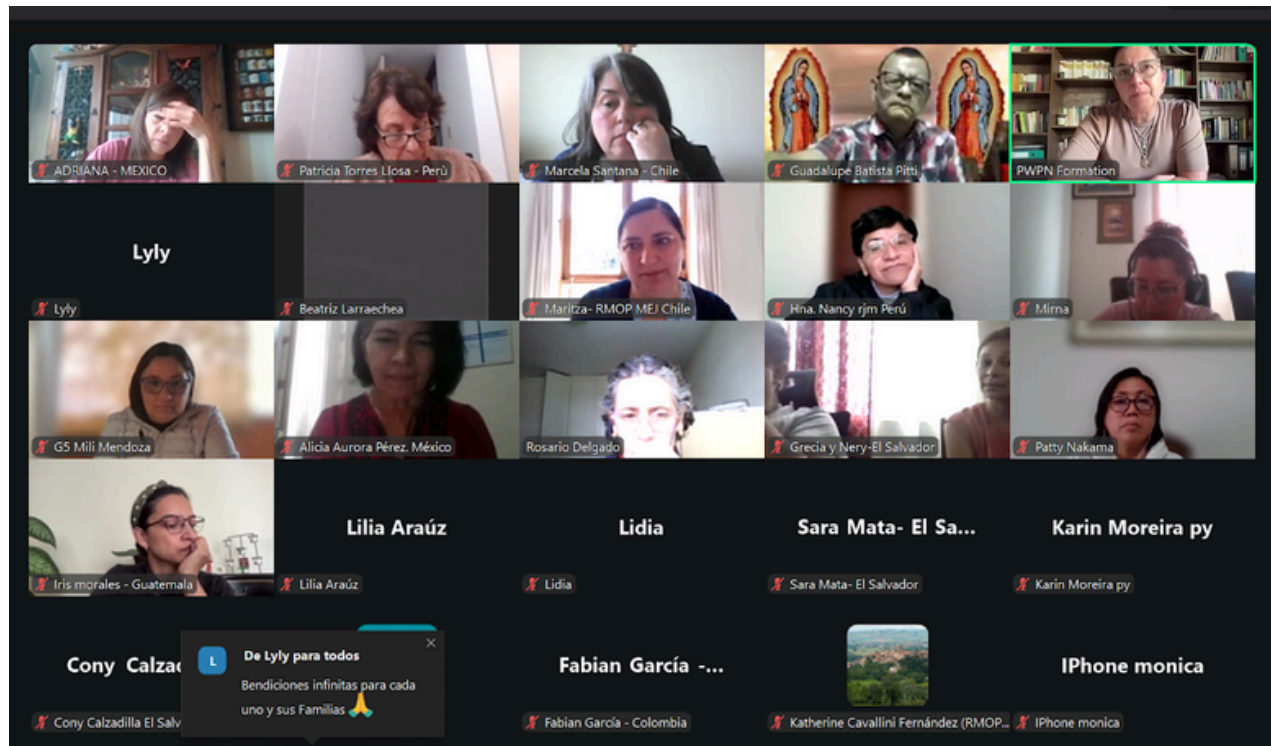 ADRIANA - MEXICO
Patricia Torres Llosa - Perù
Marcela Santana - Chile
Guadalupe Batista Pitti
PWPN Formation
Lyly
Lyly
Beatriz Larraechea
Maritza- RMOP MEJ Chile
Hna. Nancy rjm Perú
Mirna
G5 Mili Mendoza
Alicia Aurora Pérez. México
Rosario Delgado
Grecia y Nery-El Salvador
Patty Nakama
Iris morales - Guatemala
Lilia Araúz
Lilia Araúz
Lidia
Lidia
Sara Mata- El Sa...
Sara Mata- El Salvador
Karin Moreira py
Karin Moreira py
Cony Calzad
Cony Calzadilla El Salv
L
De Lyly para todos
Bendiciones infinitas para cada
uno y sus Familias 🙏
Fabian García -...
Fabian García - Colombia
Katherine Cavallini Fernández (RMOP...
IPhone monica
IPhone monica